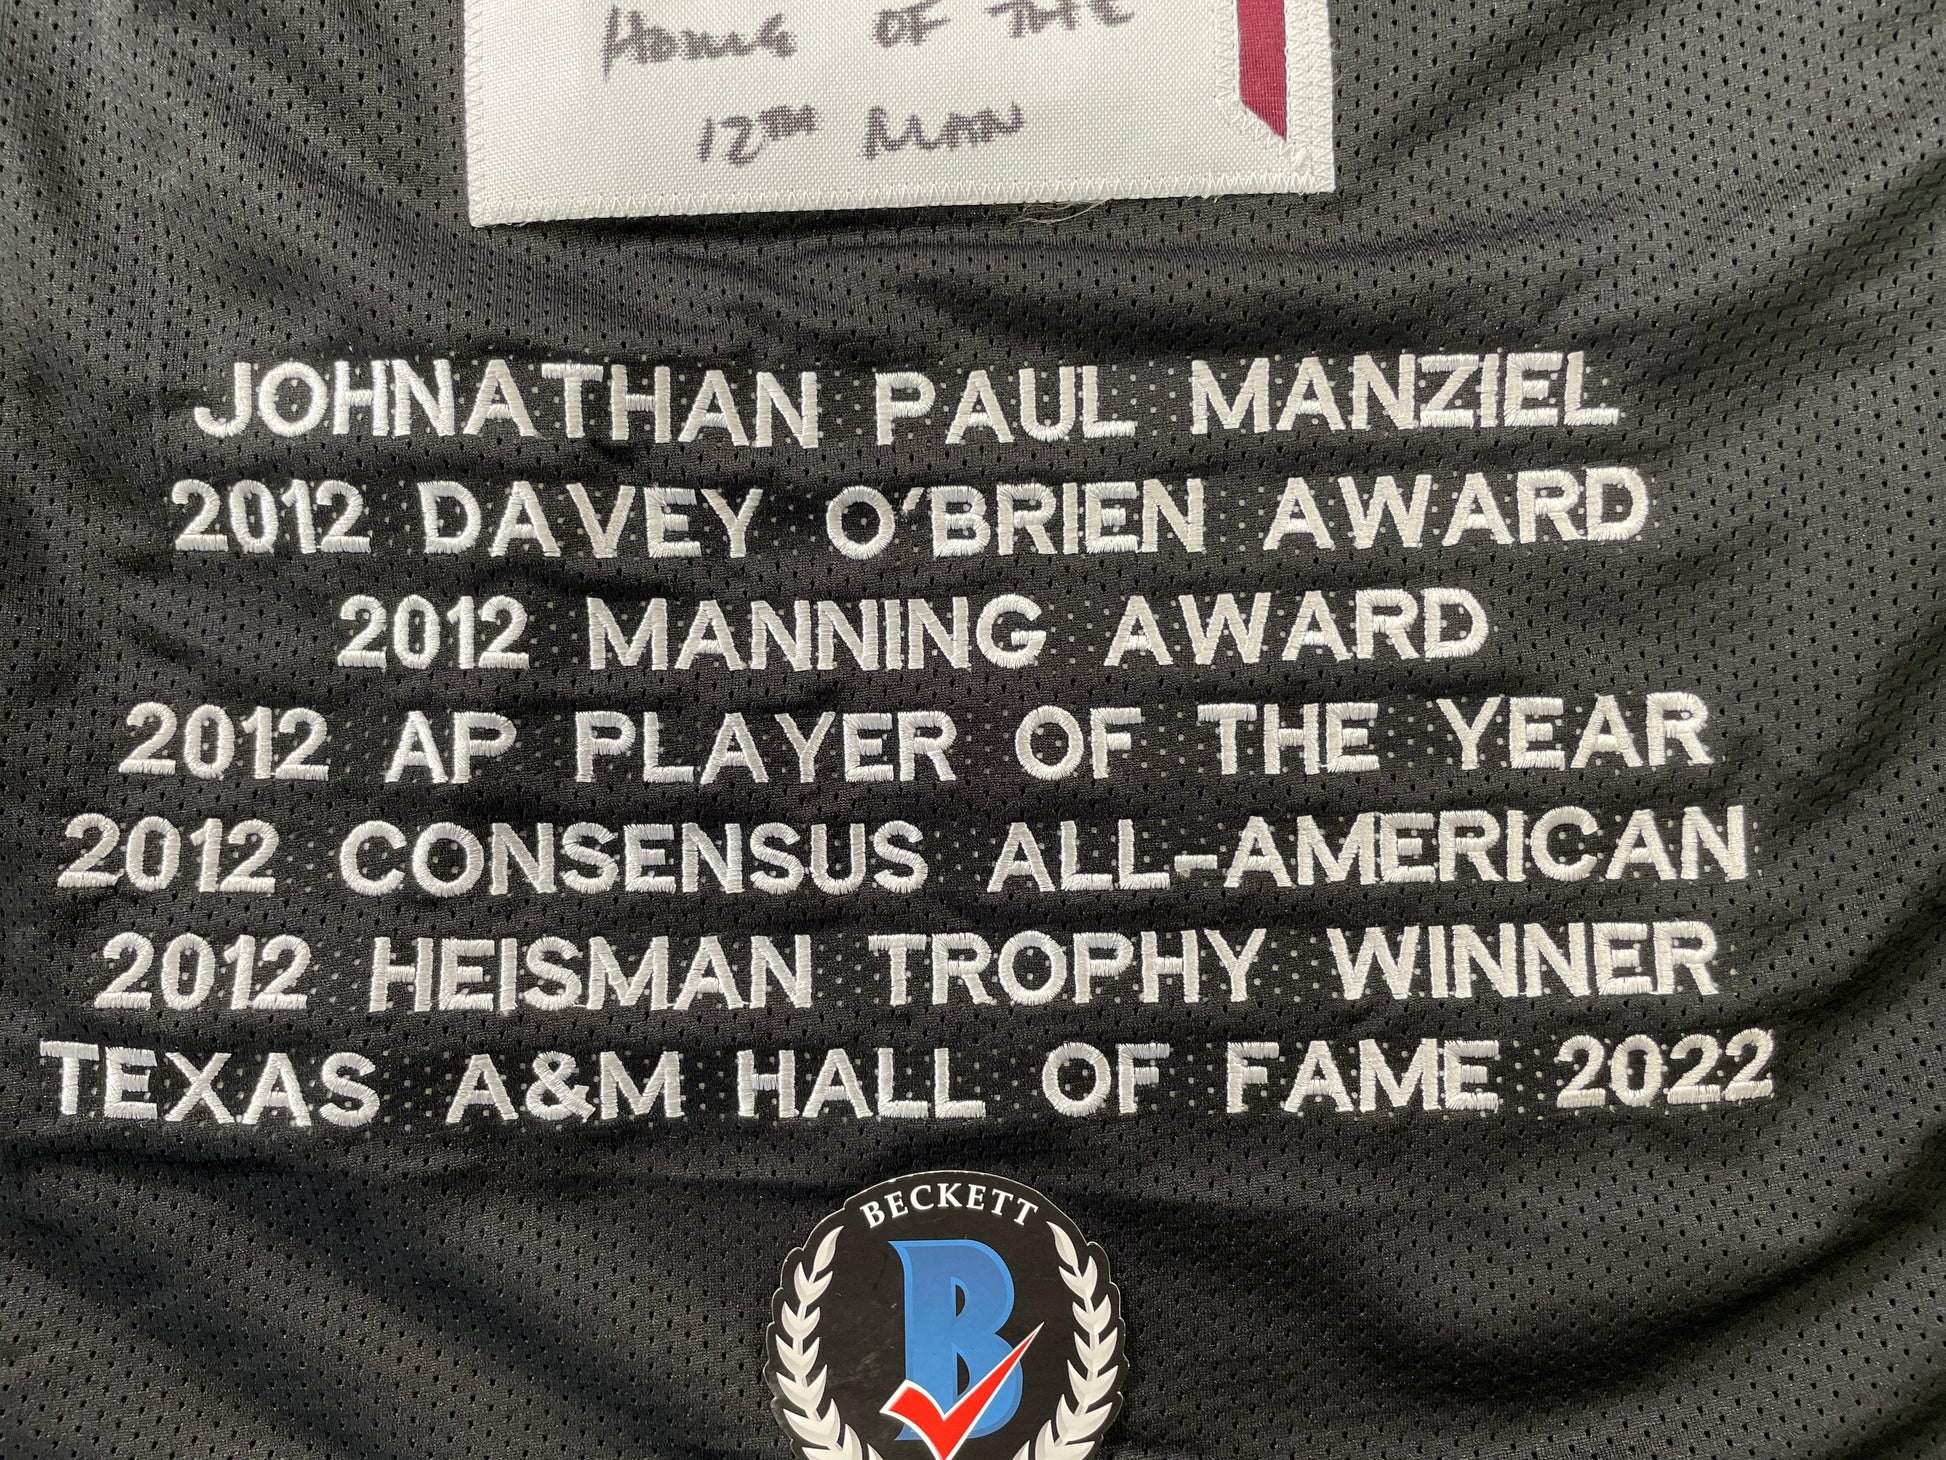 Home of the
12TH Man
JOHNATHAN PAUL MANZIEL
2012 DAVEY O'BRIEN AWARD
2012 MANNING AWARD
2012 AP PLAYER OF THE YEAR
2012 CONSENSUS ALL-AMERICAN
2012 HEISMAN TROPHY WINNER
TEXAS A&M HALL OF FAME 2022
BECKETT
B